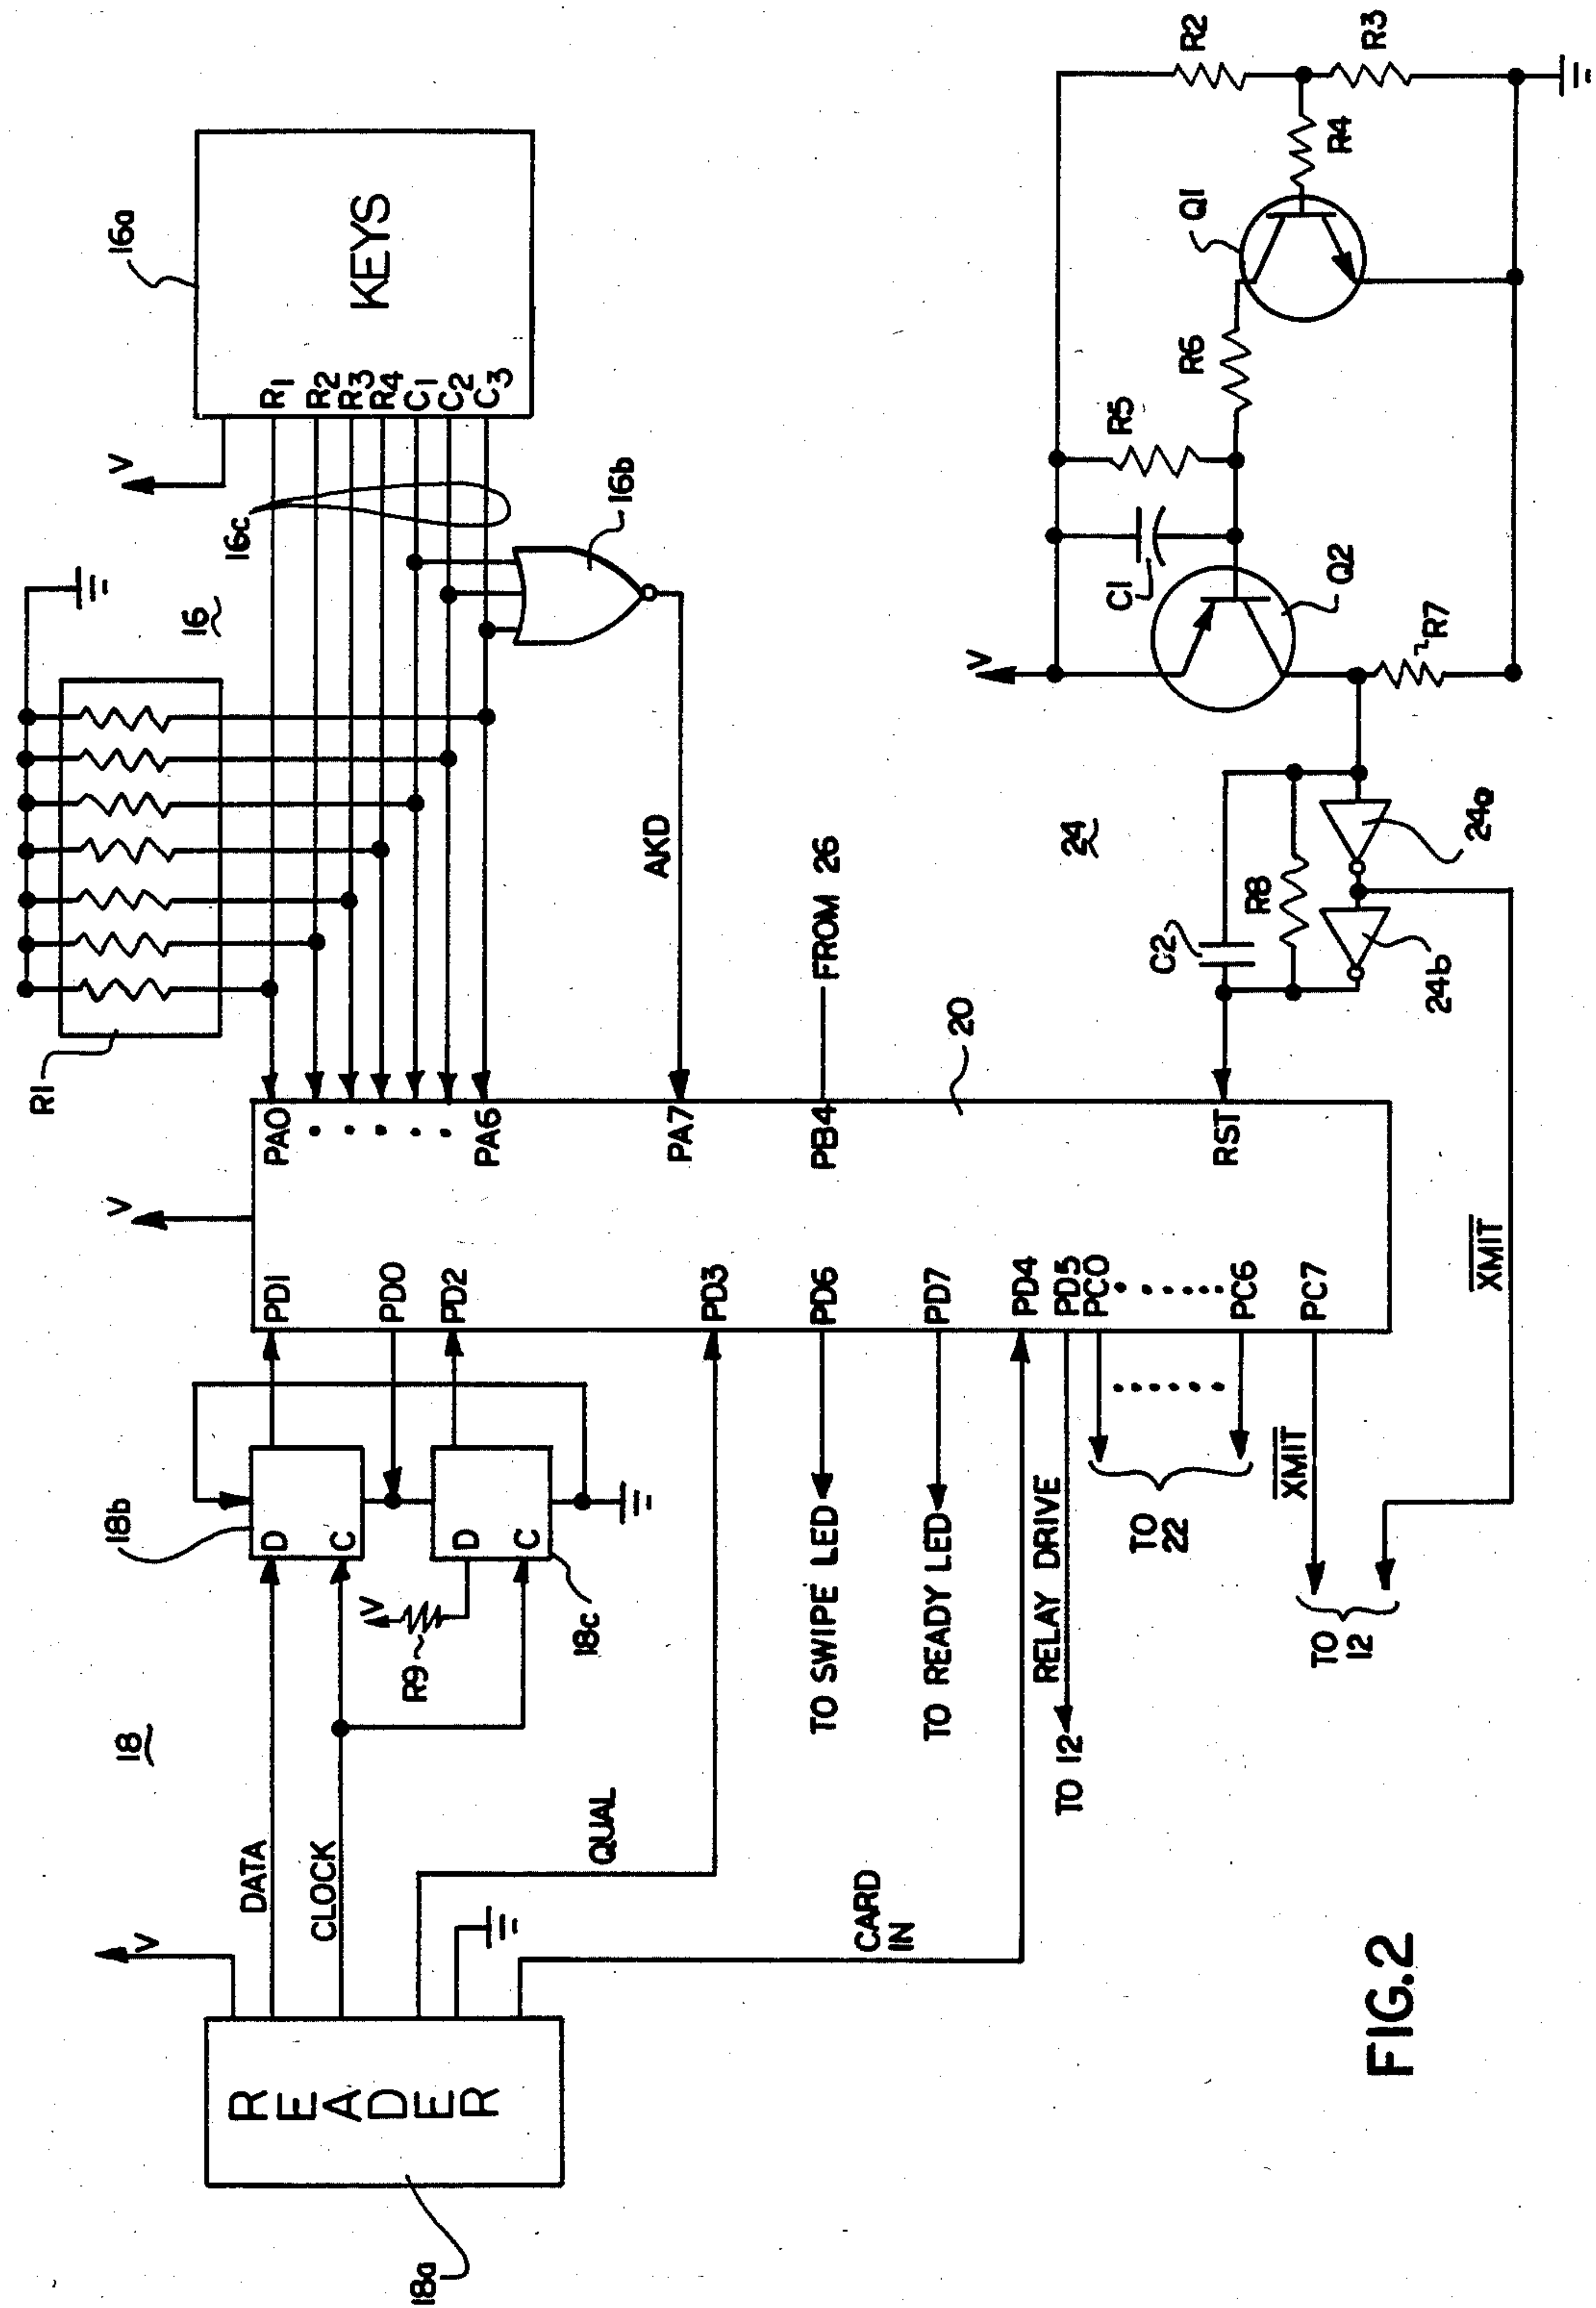 R1
16
V
16a
R1
R2
R3
R4
C1
C2
C3
KEYS
16c
16b
AKD
V
PA0
PA6
PA7
PB4
FROM 26
RST
20
PD1
PD0
PD2
PD3
PD6
PD7
PD4
PD5
PC0
PC6
PC7
18
18b
D
C
D
C
18c
V
R9
V
DATA
CLOCK
QUAL
CARD
IN
READER
18a
TO SWIPE LED
TO READY LED
RELAY DRIVE
TO 12
TO
22
XMIT
TO
12
XMIT
24
V
C1
R5
R6
Q1
R2
R3
R4
Q2
R7
C2
R8
24a
24b
FIG.2